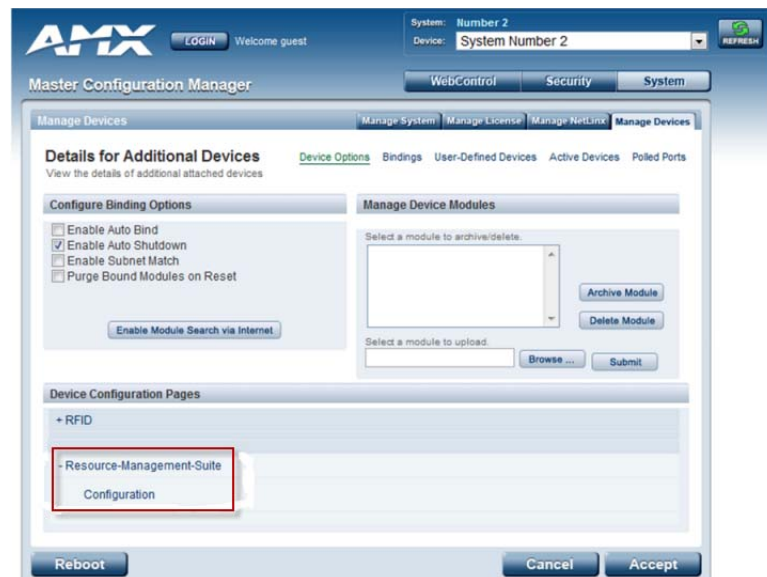 System: Number 2
AMX LOGIN Welcome guest Device: System Number 2 REFRESH
Master Configuration Manager WebControl Security System
Manage Devices Manage System Manage License Manage NetLinx Manage Devices
Details for Additional Devices Device Options Bindings User-Defined Devices Active Devices Polled Ports
View the details of additional attached devices
Configure Binding Options Manage Device Modules
Enable Auto Bind
Enable Auto Shutdown
Enable Subnet Match
Purge Bound Modules on Reset
Enable Module Search via Internet
Select a module to archive/delete.
Archive Module
Delete Module
Select a module to upload.
Browse ... Submit
Device Configuration Pages
+ RFID
- Resource-Management-Suite
Configuration
Reboot Cancel Accept